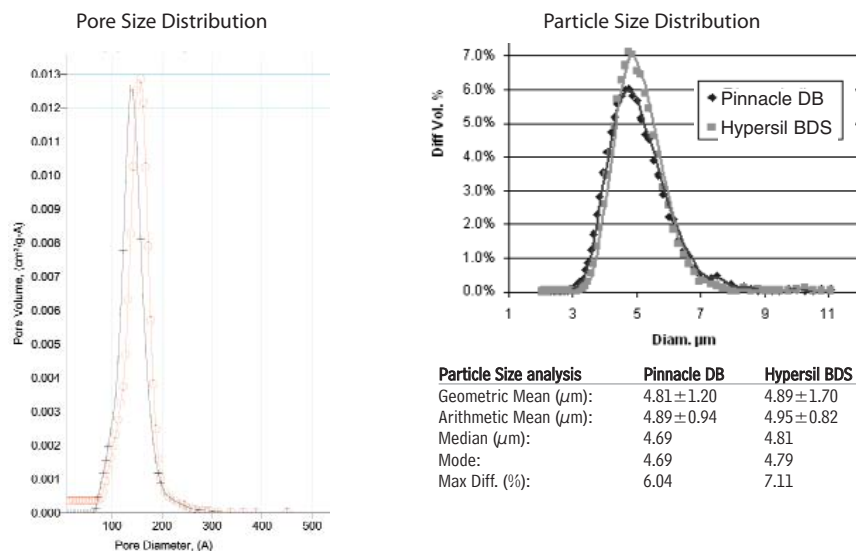 Pore Size Distribution
0.013
0.012
0.010
0.009
0.008
0.007
0.006
0.005
0.004
0.003
0.002
0.001
0.000
Pore Volume, (cm³/g-A)
100
200
300
400
500
Pore Diameter, (A)
Particle Size Distribution
7.0%
6.0%
5.0%
4.0%
3.0%
2.0%
1.0%
0.0%
Diff Vol. %
Pinnacle DB
Hypersil BDS
1 3 5 7 9 11
Diam. µm
Particle Size analysis Pinnacle DB Hypersil BDS
Geometric Mean (µm): 4.81±1.20 4.89±1.70
Arithmetic Mean (µm): 4.89±0.94 4.95±0.82
Median (µm): 4.69 4.81
Mode: 4.69 4.79
Max Diff. (%): 6.04 7.11